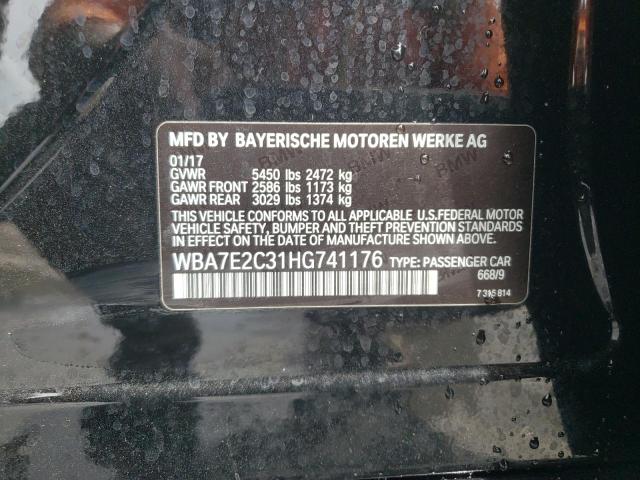 MFD BY BAYERISCHE MOTOREN WERKE AG
01/17
GVWR 5450 lbs 2472 kg
GAWR FRONT 2586 lbs 1173 kg
GAWR REAR 3029 lbs 1374 kg
THIS VEHICLE CONFORMS TO ALL APPLICABLE U.S.FEDERAL MOTOR
VEHICLE SAFETY, BUMPER AND THEFT PREVENTION STANDARDS
IN EFFECT ON THE DATE OF MANUFACTURE SHOWN ABOVE.
WBA7E2C31HG741176 TYPE: PASSENGER CAR
668/9
7 315 814